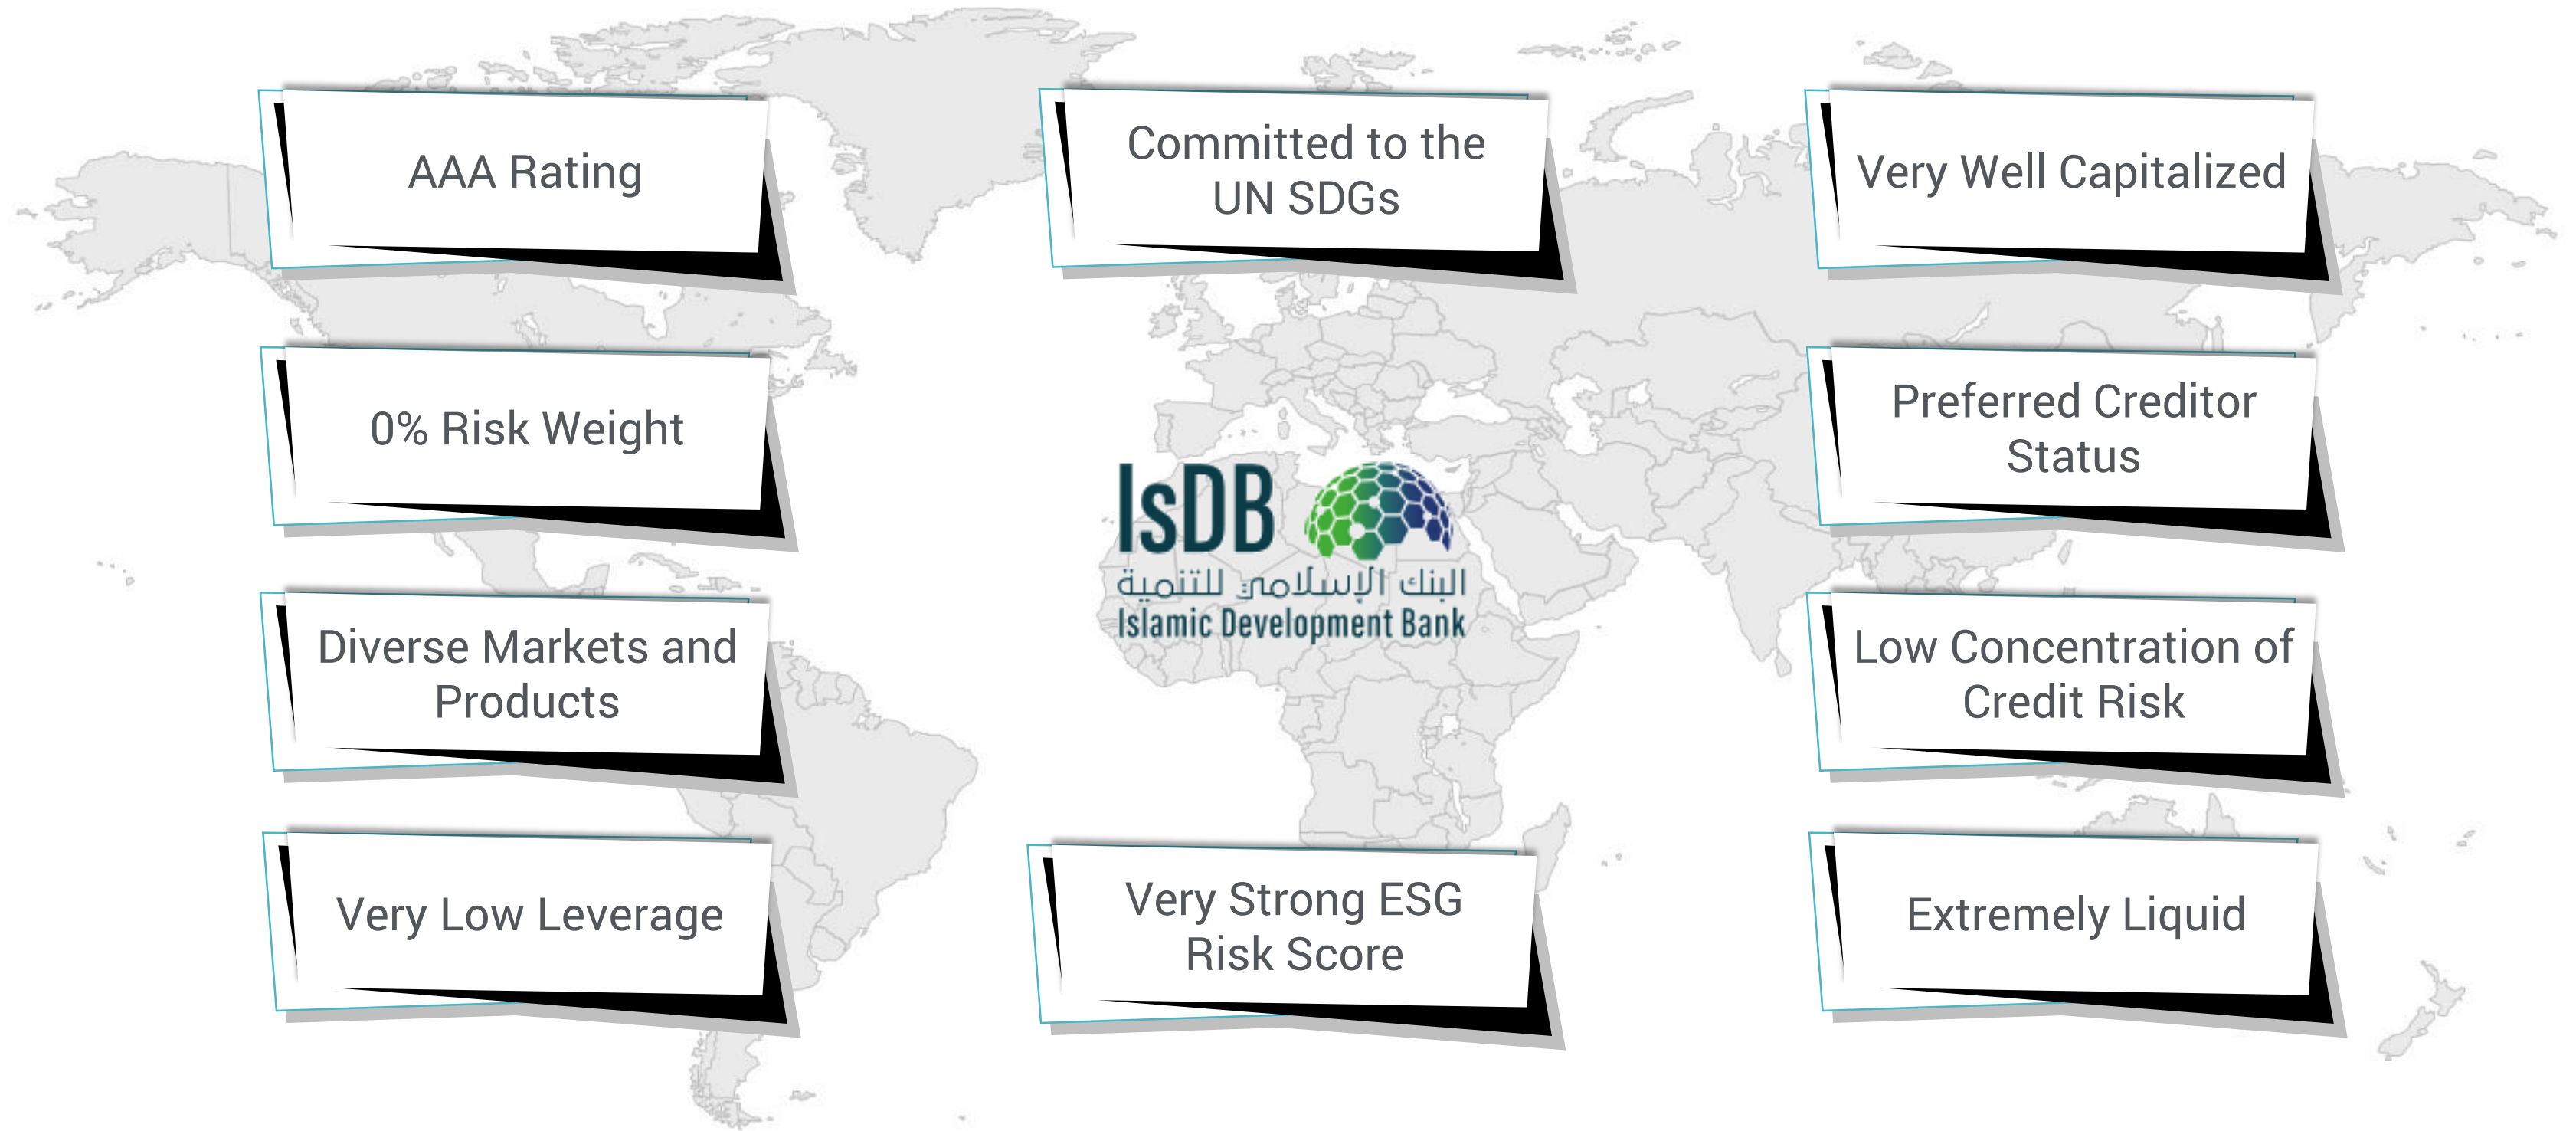 AAA Rating
Committed to the
UN SDGs
Very Well Capitalized
0% Risk Weight
Preferred Creditor
Status
IsDB
البنك الإسلامي للتنمية
Islamic Development Bank
Diverse Markets and
Products
Low Concentration of
Credit Risk
Very Low Leverage
Very Strong ESG
Risk Score
Extremely Liquid